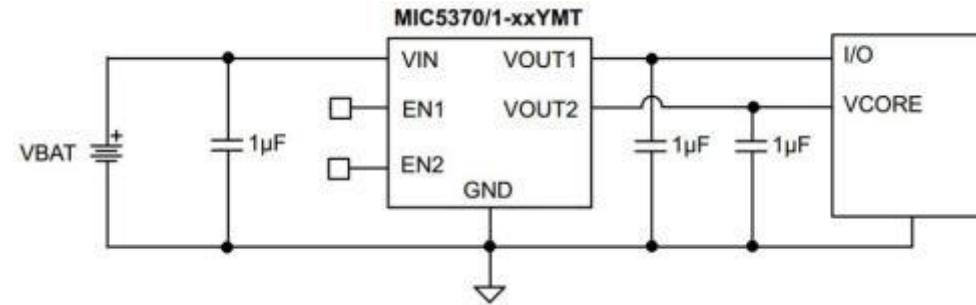 MIC5370/1-xxYMT
VIN VOUT1 I/O
EN1 VOUT2 VCORE
VBAT + 1µF 1µF 1µF
EN2
GND